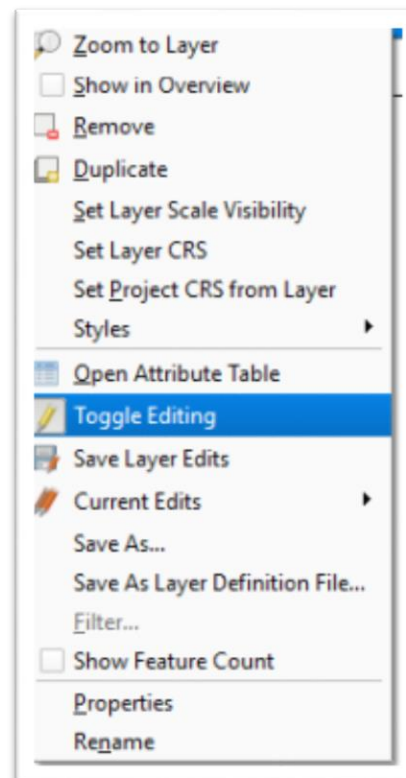 Zoom to Layer
Show in Overview
Remove
Duplicate
Set Layer Scale Visibility
Set Layer CRS
Set Project CRS from Layer
Styles
Open Attribute Table
Toggle Editing
Save Layer Edits
Current Edits
Save As...
Save As Layer Definition File...
Filter...
Show Feature Count
Properties
Rename